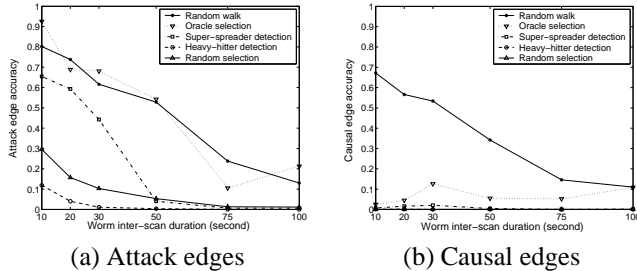 Random walk
Oracle selection
Super-spreader detection
Heavy-hitter detection
Random selection
Attack edge accuracy
1
0.9
0.8
0.7
0.6
0.5
0.4
0.3
0.2
0.1
0
10 20 30 50 75 100
Worm inter-scan duration (second)
(a) Attack edges
Random walk
Oracle selection
Super-spreader detection
Heavy-hitter detection
Random selection
Causal edge accuracy
1
0.9
0.8
0.7
0.6
0.5
0.4
0.3
0.2
0.1
0
10 20 30 50 75 100
Worm inter-scan duration (second)
(b) Causal edges